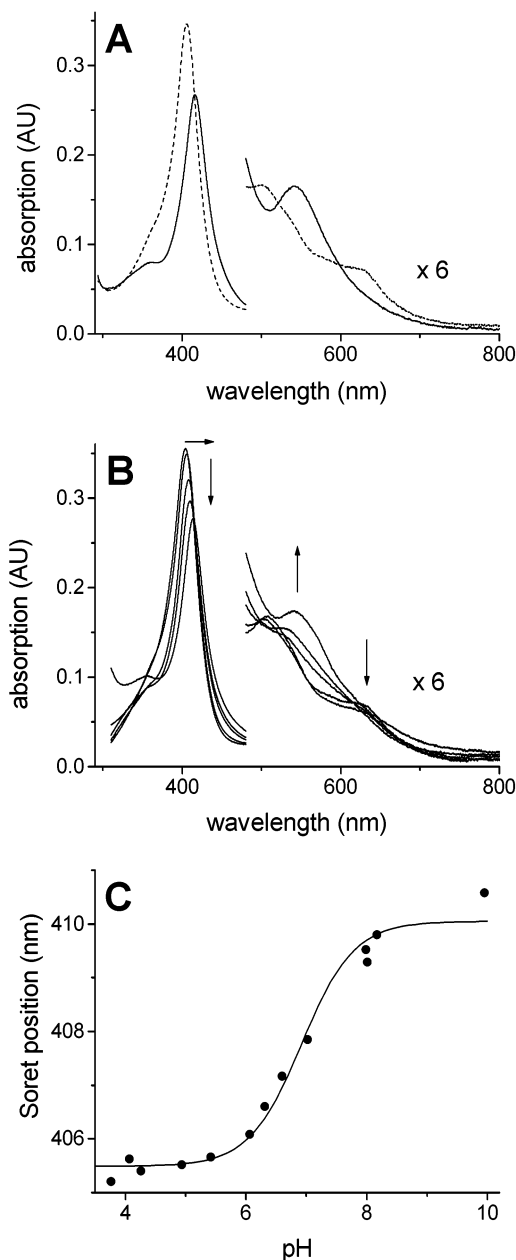 A
absorption (AU)
0.3
0.2
0.1
0.0
x 6
400
600
800
wavelength (nm)
B
absorption (AU)
0.3
0.2
0.1
0.0
x 6
400
600
800
wavelength (nm)
C
Soret position (nm)
410
408
406
4
6
8
10
pH